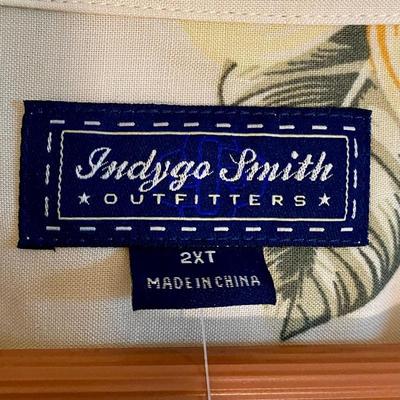 Indygo Smith
★ OUTFITTERS ★
2XT
MADE IN CHINA